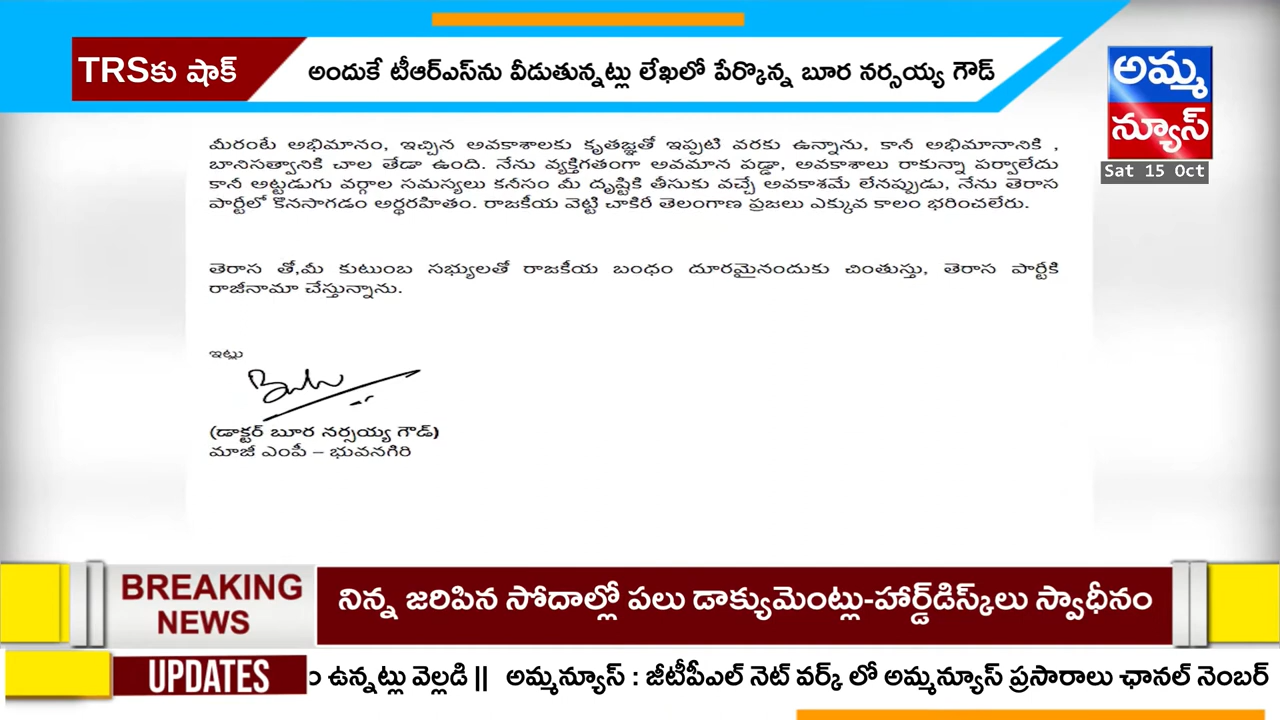 TRSకు షాక్
అందుకే టీఆర్ఎస్‌ను వీడుతున్నట్లు లేఖలో పేర్కొన్న బూర నర్సయ్య గౌడ్
అమ్మ
న్యూస్
Sat 15 Oct
మీరంటే అభిమానం, ఇచ్చిన అవకాశాలకు కృతజ్ఞతో ఇప్పటి వరకు ఉన్నాను, కానీ అభిమానానికి ,
బానిసత్వానికి చాల తేడా ఉంది. నేను వ్యక్తిగతంగా అవమాన పడ్డా, అవకాశాలు రాకున్నా పర్వాలేదు
కానీ అట్టడుగు వర్గాల సమస్యలు కనీసం మీ దృష్టికి తీసుకు వచ్చే అవకాశమే లేనప్పుడు, నేను తెరాస
పార్టీలో కొనసాగడం అర్థరహితం. రాజకీయ వెట్టి చాకిరీ తెలంగాణ ప్రజలు ఎక్కువ కాలం భరించలేరు.
తెరాస తో,మీ కుటుంబ సభ్యులతో రాజకీయ బంధం దూరమైనందుకు చింతుస్తు, తెరాస పార్టీకి
రాజీనామా చేస్తున్నాను.
ఇట్లు
(డాక్టర్ బూర నర్సయ్య గౌడ్)
మాజీ ఎంపీ – భువనగిరి
BREAKING
NEWS
నిన్న జరిపిన సోదాల్లో పలు డాక్యుమెంట్లు-హార్డ్‌డిస్క్‌లు స్వాధీనం
UPDATES
ఉన్నట్లు వెల్లడి || అమ్మన్యూస్ : జీటీపీఎల్ నెట్ వర్క్ లో అమ్మన్యూస్ ప్రసారాలు ఛానల్ నెంబర్